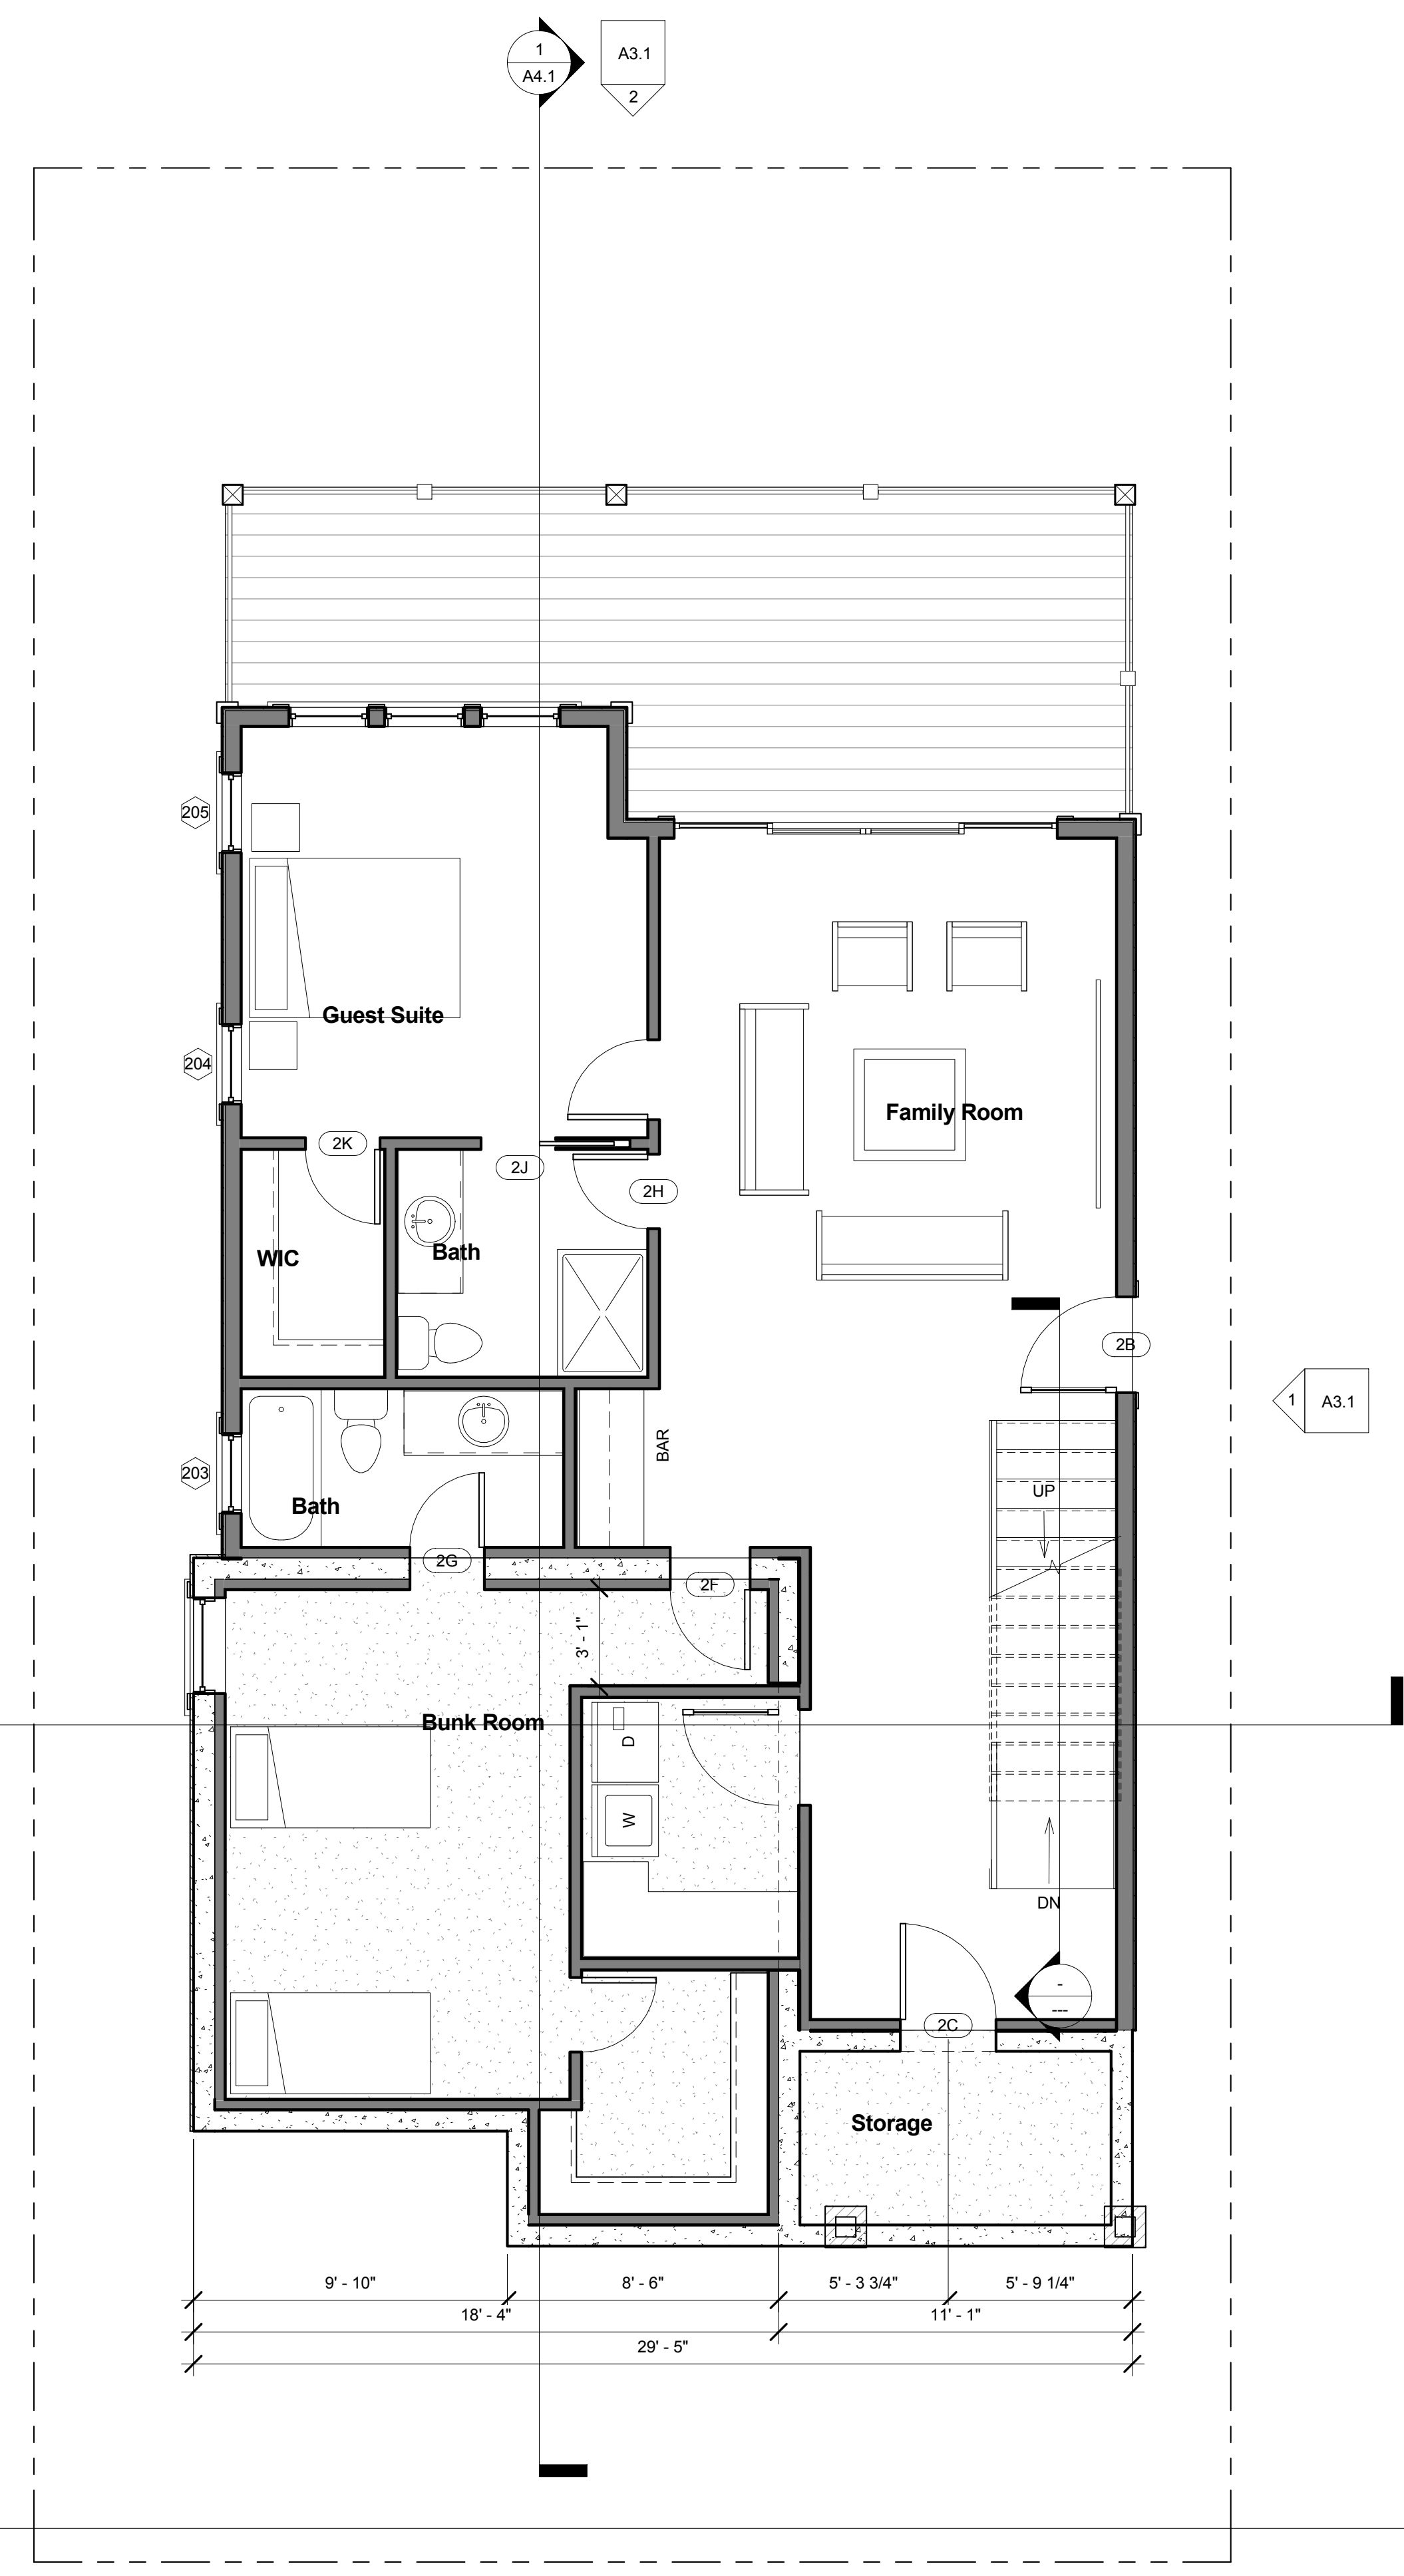 1
A4.1
A3.1
2
205
Guest Suite
204
Family Room
2K
2J
2H
WIC
Bath
2B
1
A3.1
BAR
203
UP
Bath
2G
2F
3' - 1"
Bunk Room
D
W
DN
-
---
2C
Storage
9' - 10"
8' - 6"
5' - 3 3/4"
5' - 9 1/4"
18' - 4"
11' - 1"
29' - 5"